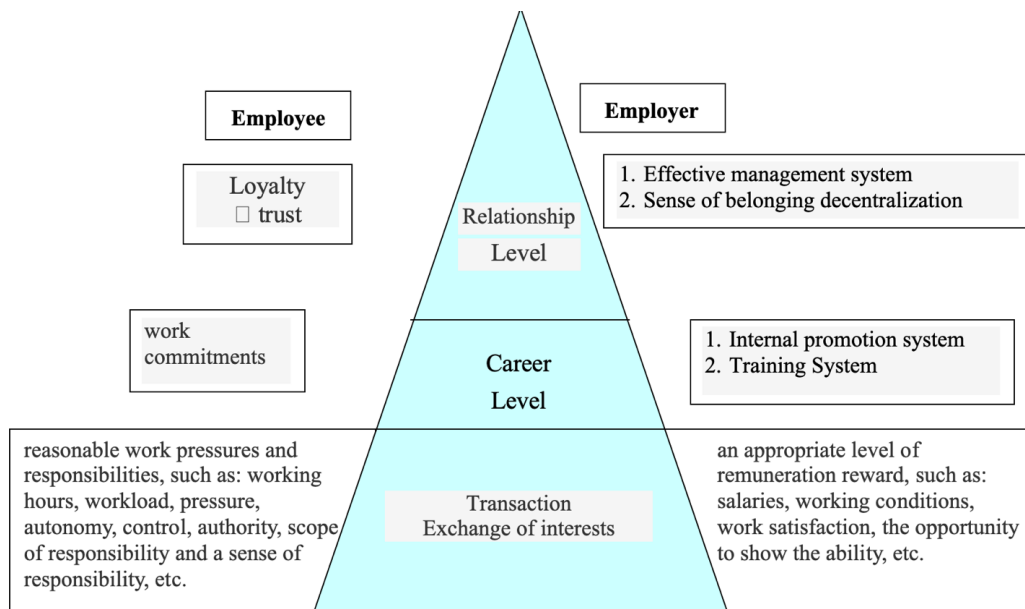 Employee
Employer
Loyalty
□ trust
1. Effective management system
2. Sense of belonging decentralization
Relationship
Level
work
commitments
1. Internal promotion system
2. Training System
Career
Level
reasonable work pressures and
responsibilities, such as: working
hours, workload, pressure,
autonomy, control, authority, scope
of responsibility and a sense of
responsibility, etc.
Transaction
Exchange of interests
an appropriate level of
remuneration reward, such as:
salaries, working conditions,
work satisfaction, the opportunity
to show the ability, etc.